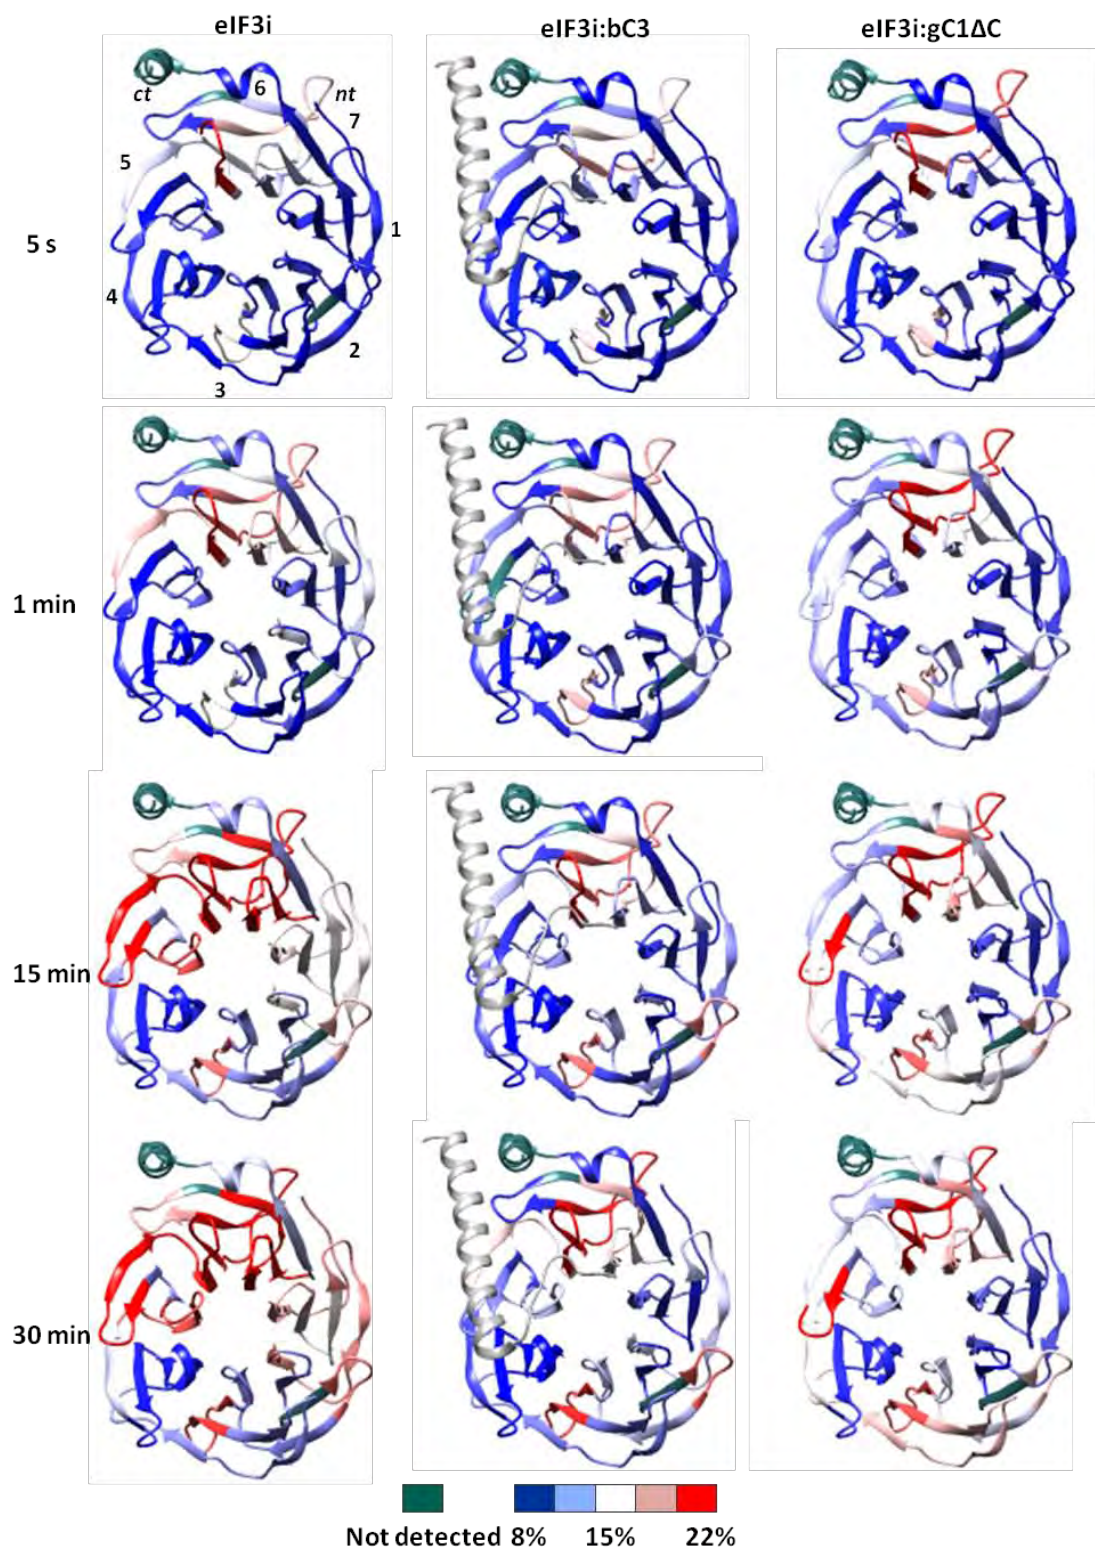 eIF3i eIF3i:bC3 eIF3i:gC1ΔC
ct 6 nt
7
5
1
5 s
4
2
3
1 min
15 min
30 min
Not detected 8% 15% 22%